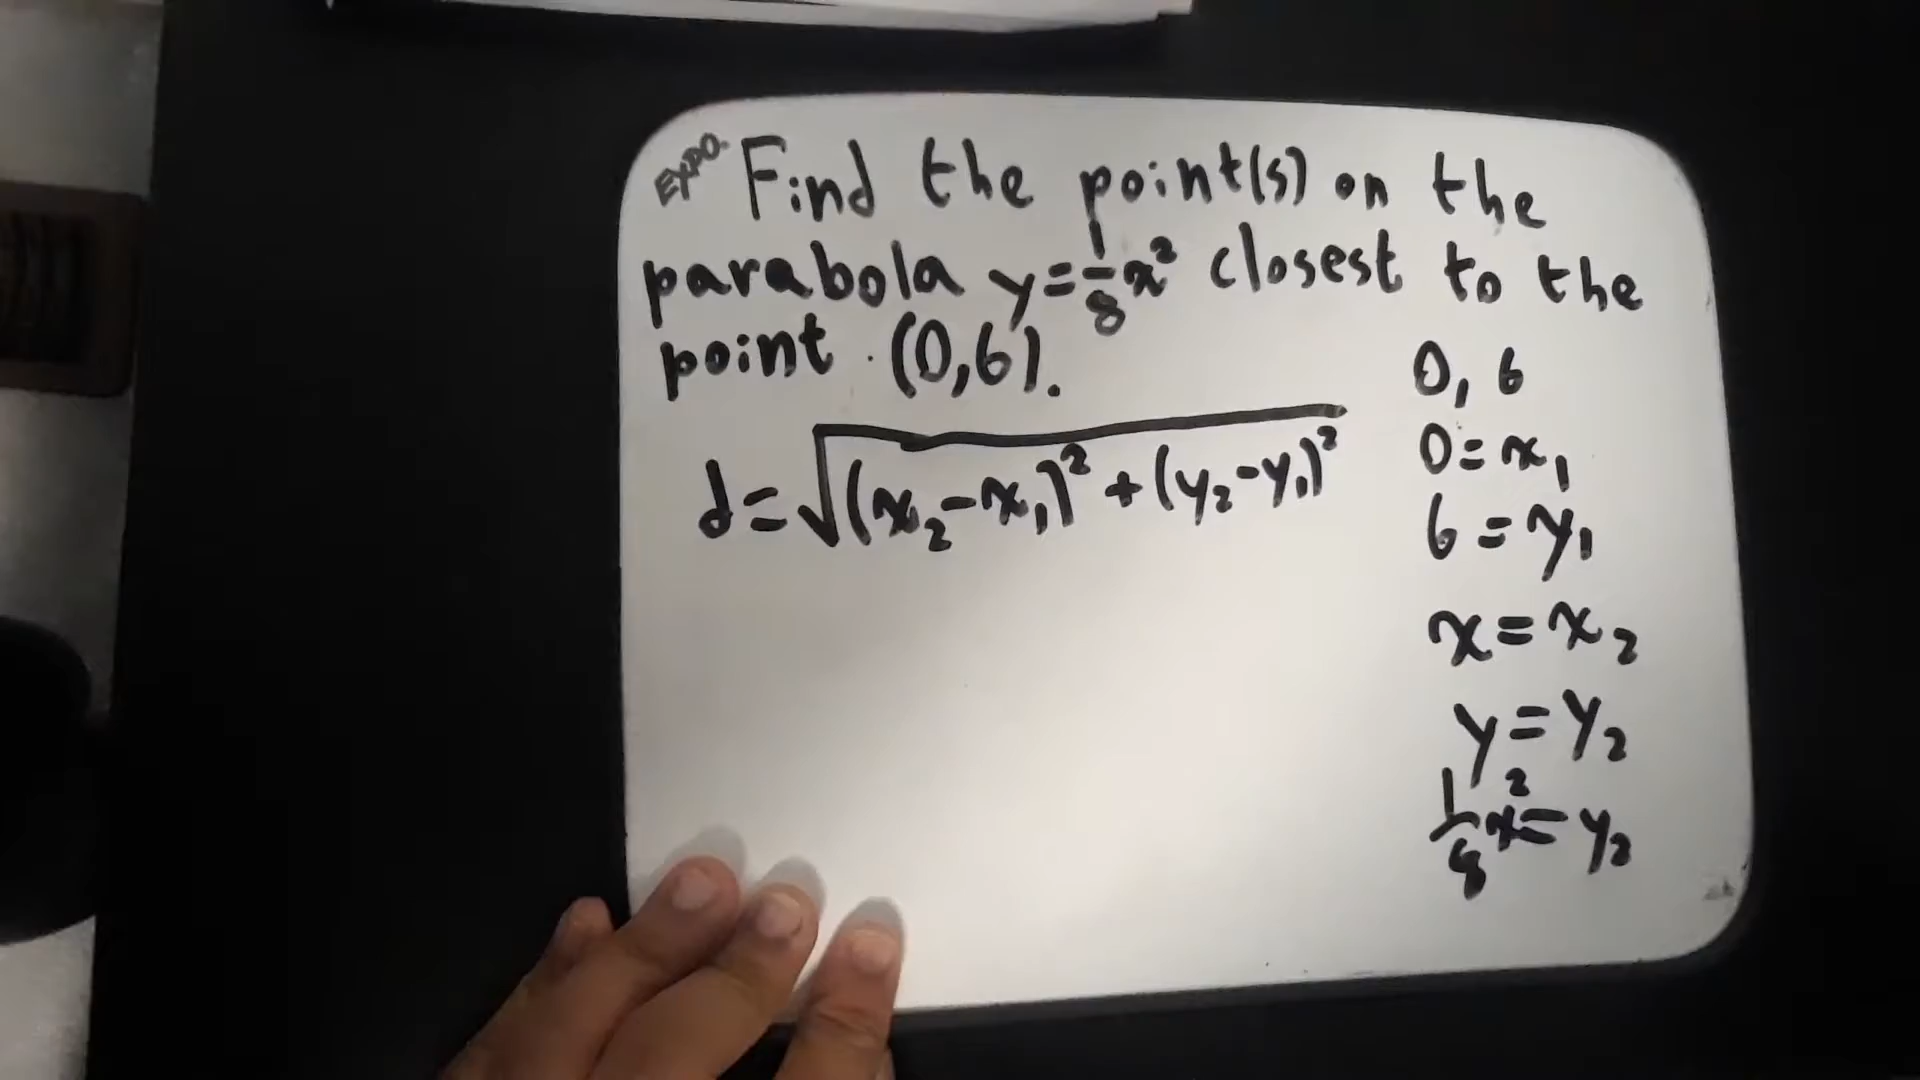 EXPO.
Find the point(s) on the
parabola y=1/8x² closest to the
point (0,6).
d=√(x₂-x₁)²+(y₂-y₁)²
0,6
0=x₁
6=y₁
x=x₂
y=y₂
1/8x²=y₂